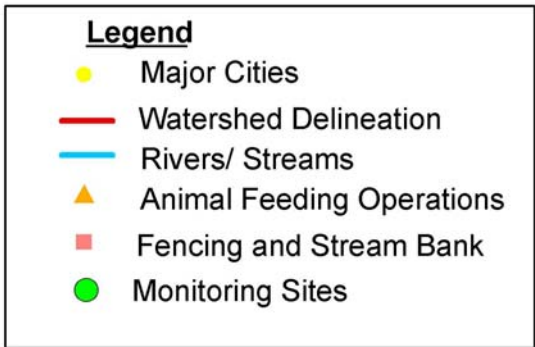 Legend
Major Cities
Watershed Delineation
Rivers/ Streams
Animal Feeding Operations
Fencing and Stream Bank
Monitoring Sites